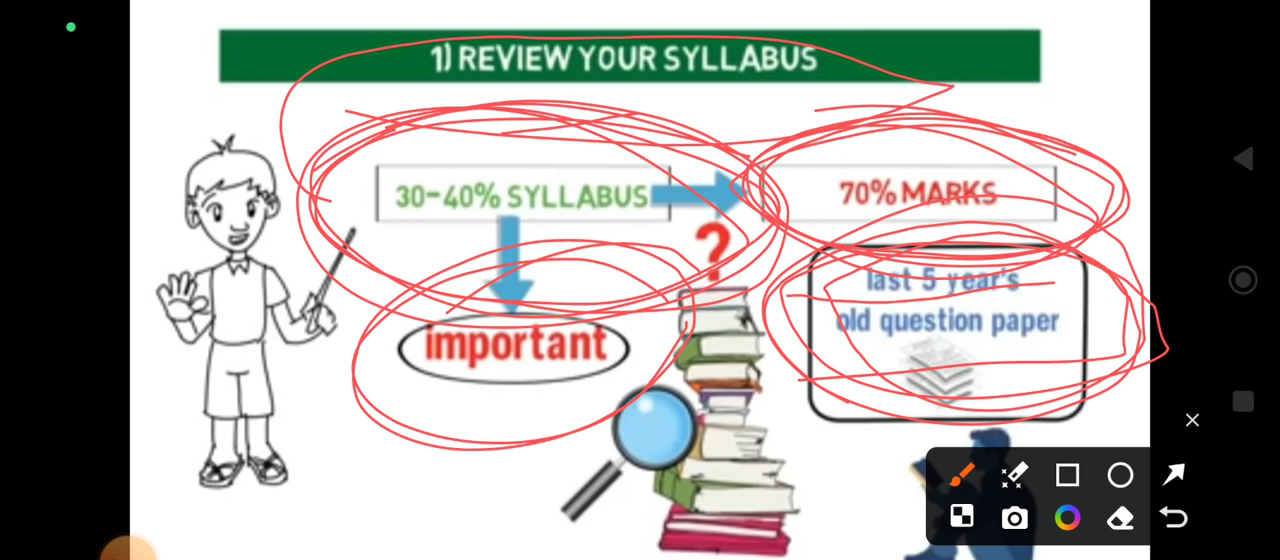 1) REVIEW YOUR SYLLABUS
30-40% SYLLABUS
70% MARKS
?
last 5 year's
old question paper
important